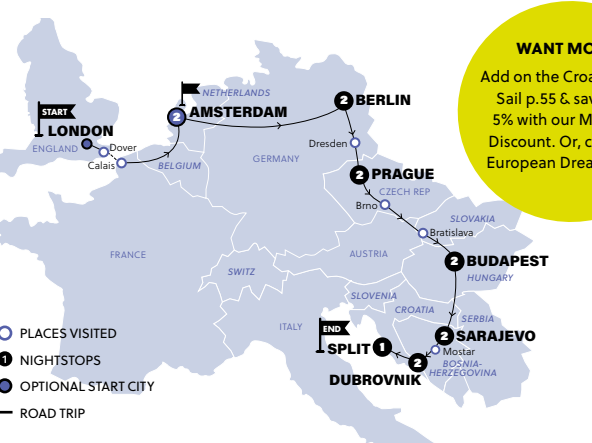 WANT MO
Add on the Croa
Sail p.55 & sav
5% with our M
Discount. Or, c
European Drea
START
LONDON
ENGLAND
Dover
Calais
NETHERLANDS
2 AMSTERDAM
BELGIUM
GERMANY
2 BERLIN
Dresden
2 PRAGUE
CZECH REP
Brno
SLOVAKIA
Bratislava
FRANCE
SWITZ
AUSTRIA
2 BUDAPEST
HUNGARY
SLOVENIA
CROATIA
SERBIA
ITALY
END
SPLIT 1
2 SARAJEVO
Mostar
BOSNIA-
HERZEGOVINA
2
DUBROVNIK
PLACES VISITED
1 NIGHTSTOPS
OPTIONAL START CITY
ROAD TRIP